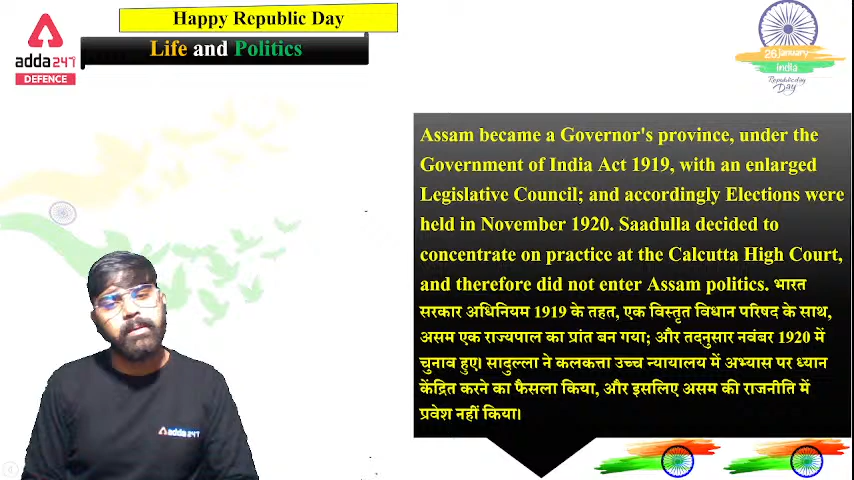 Happy Republic Day
Life and Politics
adda247
DEFENCE
26 January
India
Republic day
Day
Assam became a Governor's province, under the
Government of India Act 1919, with an enlarged
Legislative Council; and accordingly Elections were
held in November 1920. Saadulla decided to
concentrate on practice at the Calcutta High Court,
and therefore did not enter Assam politics. भारत
सरकार अधिनियम 1919 के तहत, एक विस्तृत विधान परिषद के साथ,
असम एक राज्यपाल का प्रांत बन गया; और तदनुसार नवंबर 1920 में
चुनाव हुए। सादुल्ला ने कलकत्ता उच्च न्यायालय में अभ्यास पर ध्यान
केंद्रित करने का फैसला किया, और इसलिए असम की राजनीति में
प्रवेश नहीं किया।
adda247